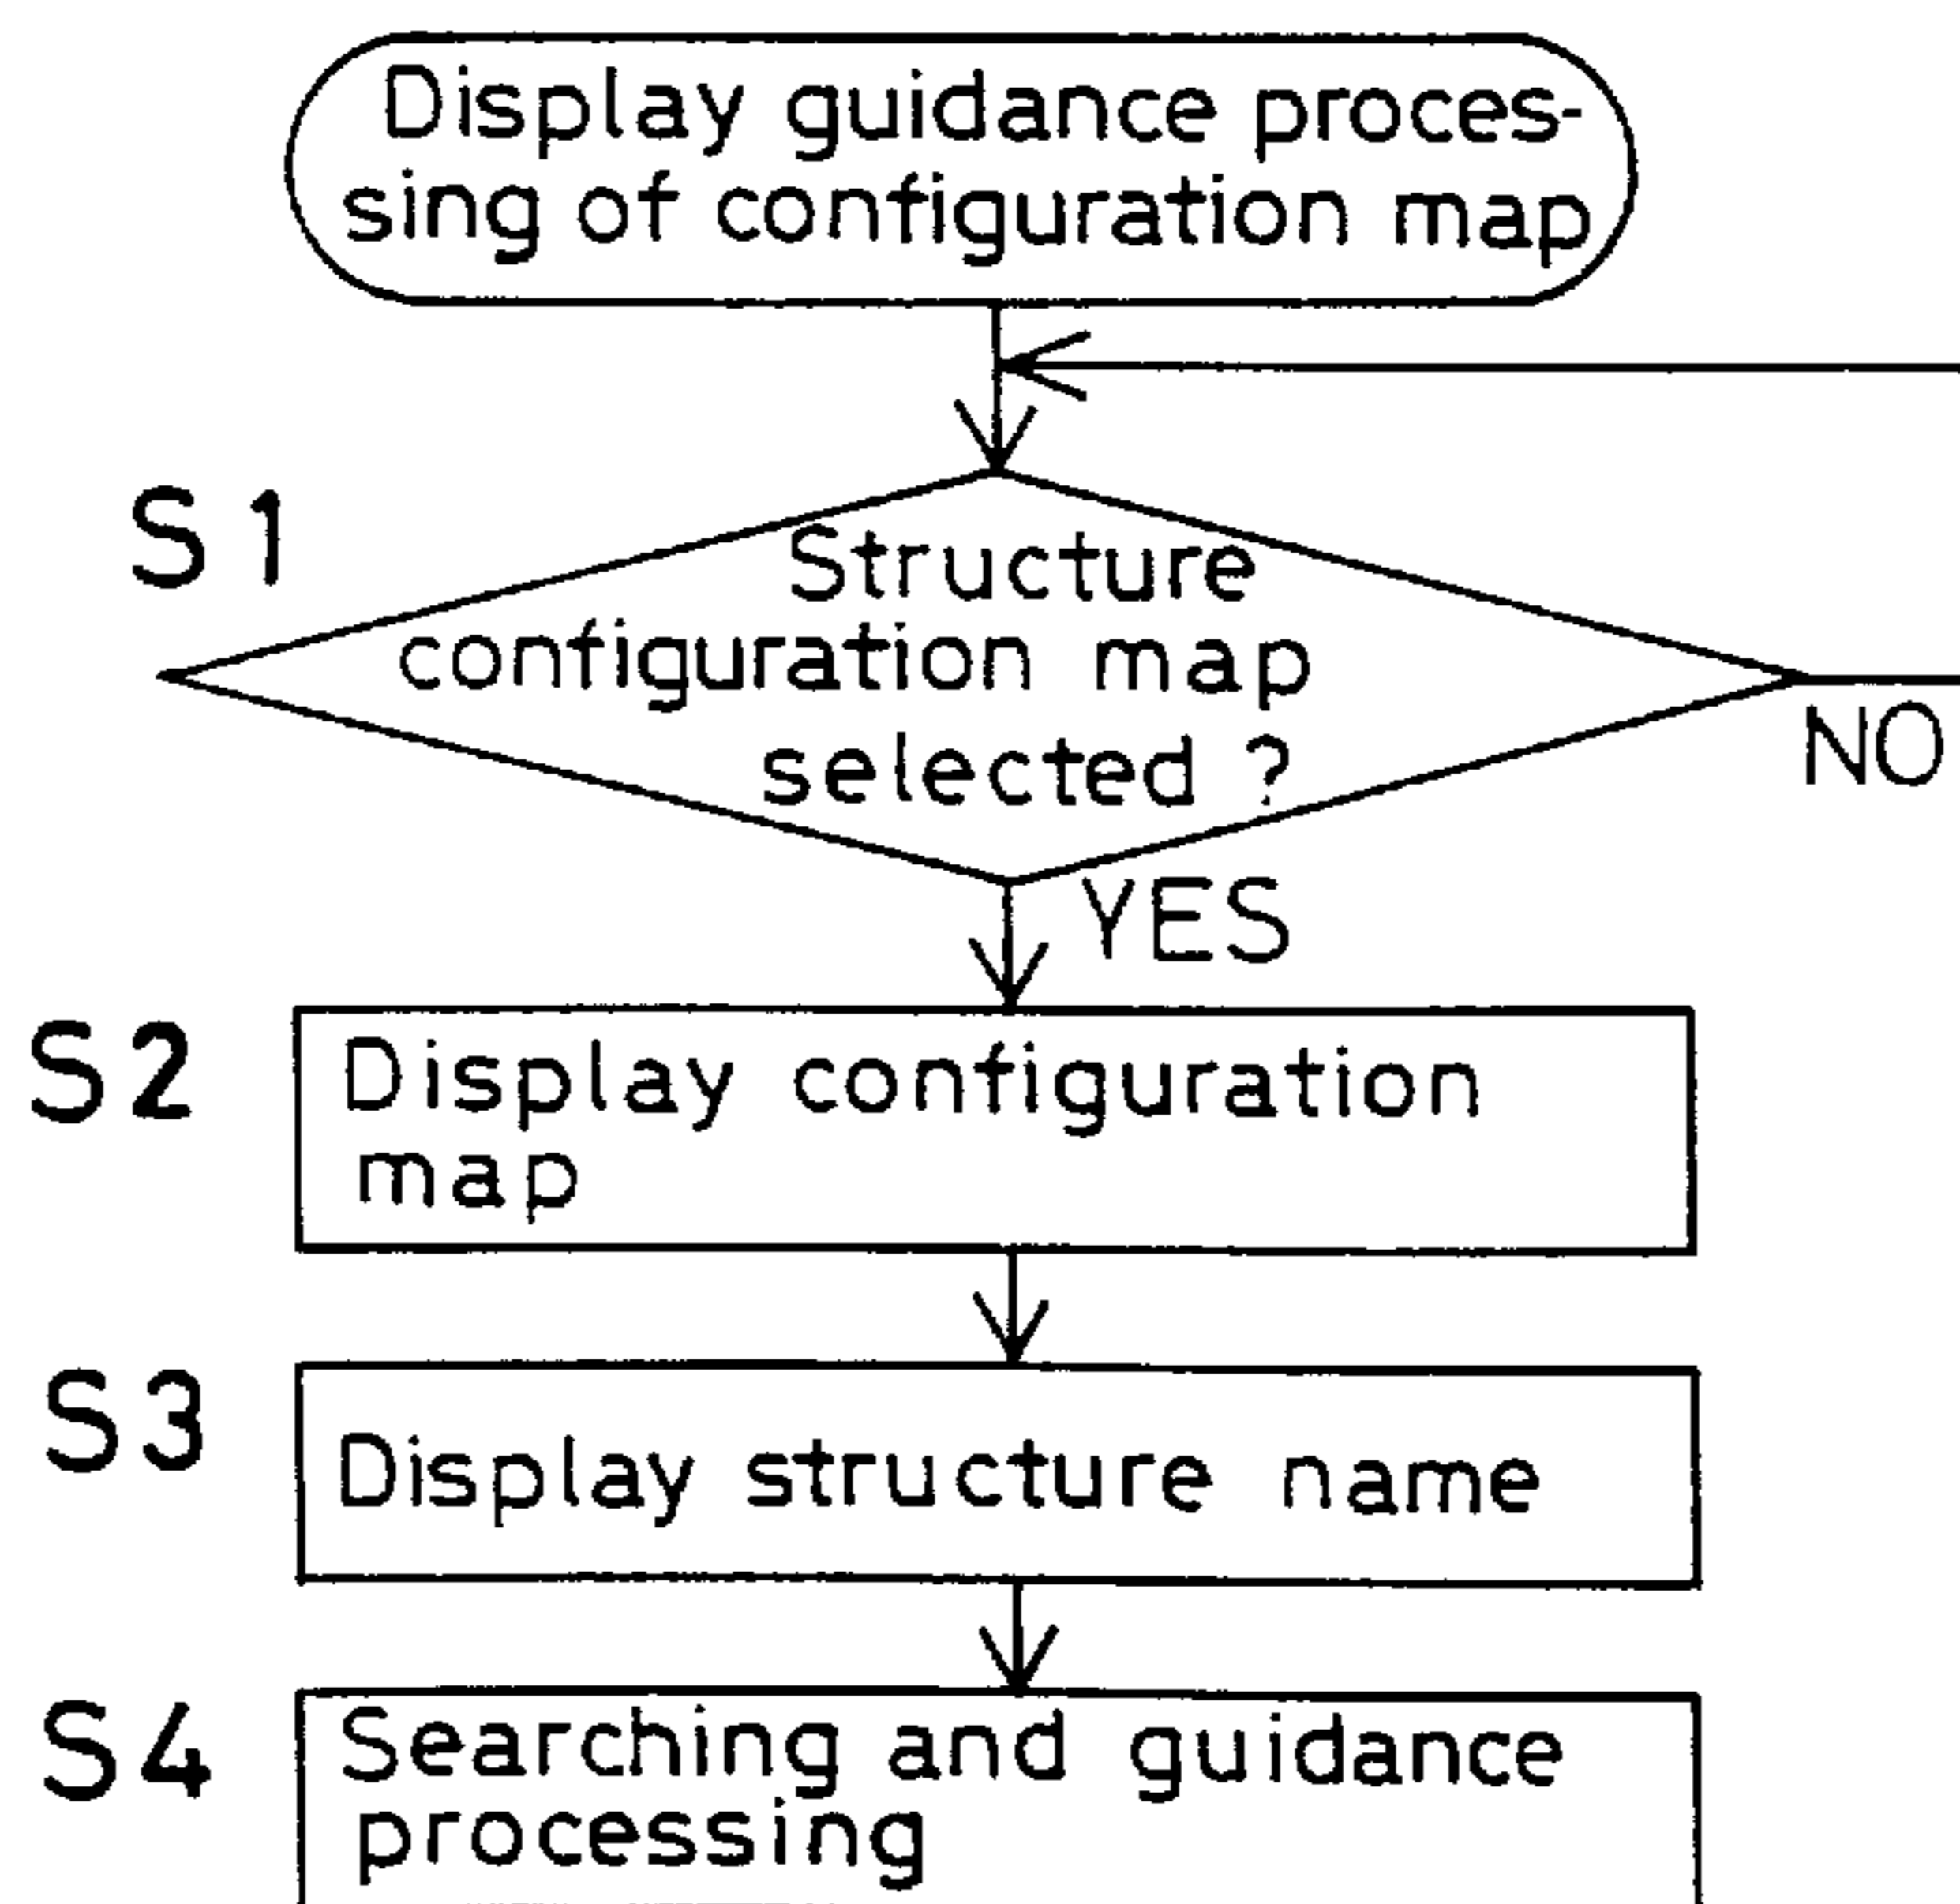 Display guidance proces-
sing of configuration map
S1
Structure
configuration map
selected ?
NO
YES
S2
Display configuration
map
S3
Display structure name
S4
Searching and guidance
processing